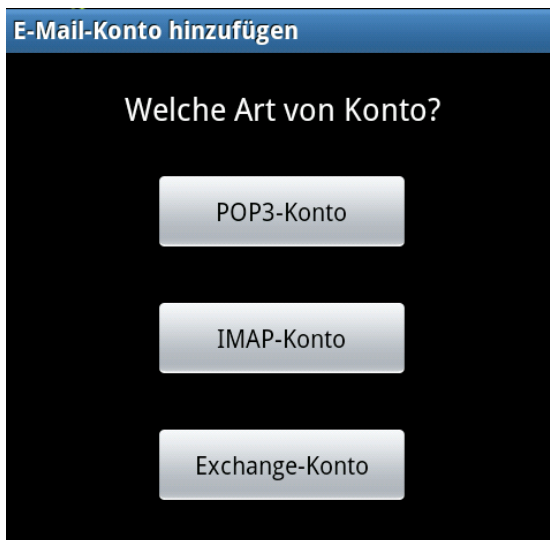 E-Mail-Konto hinzufügen
Welche Art von Konto?
POP3-Konto
IMAP-Konto
Exchange-Konto